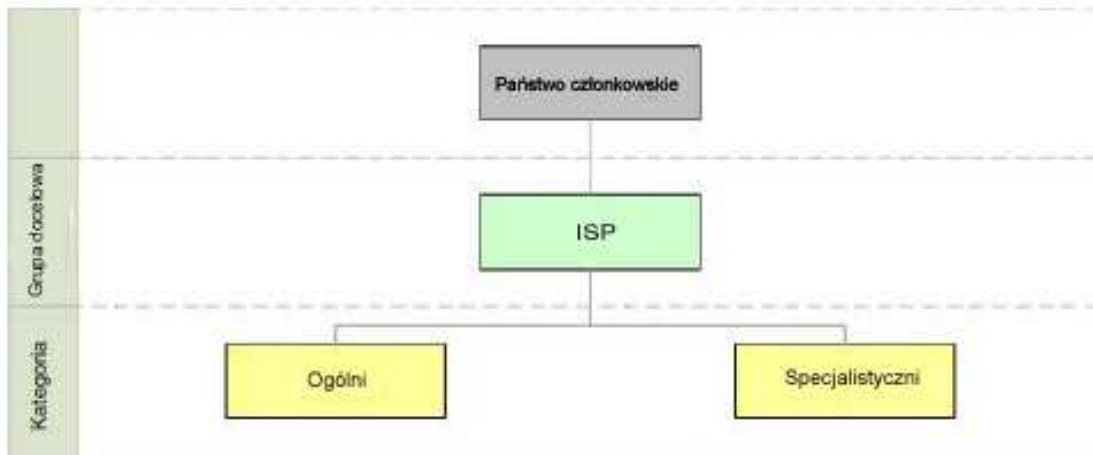 Państwo członkowskie
Grupa docelowa
ISP
Kategoria
Ogólni
Specjalistyczni